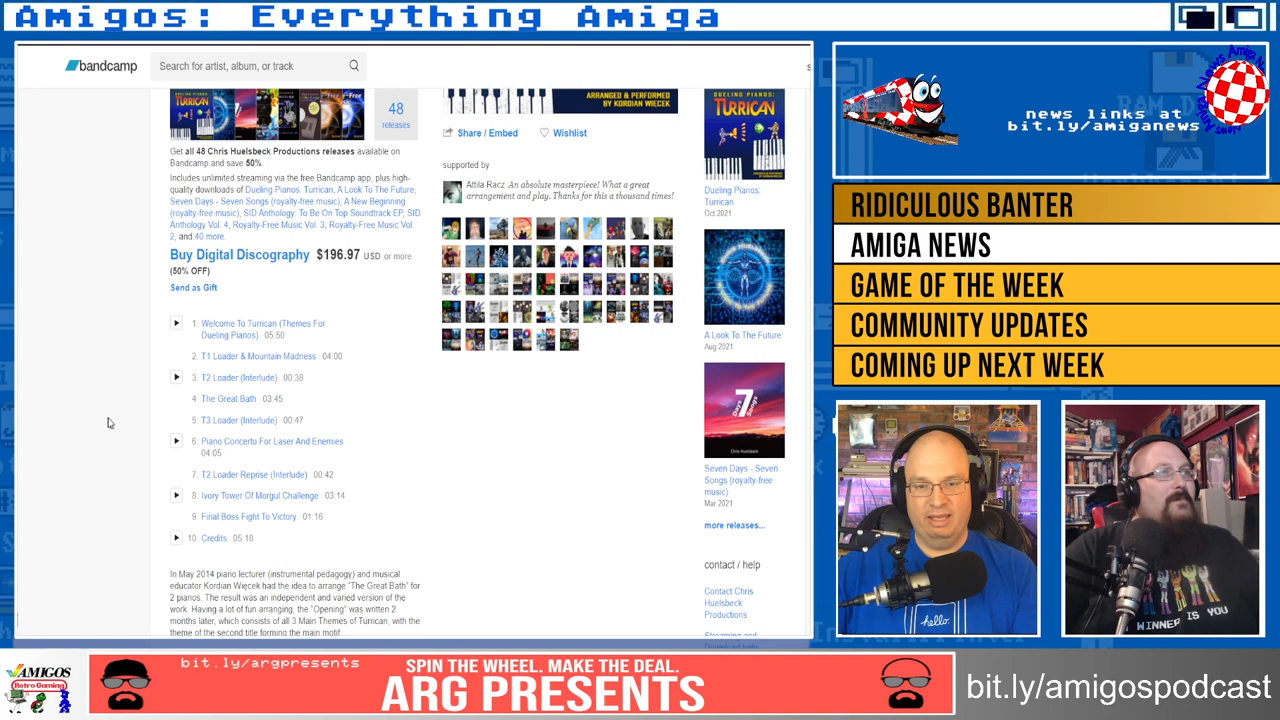 Amigos: Everything Amiga
bandcamp
Search for artist, album, or track
DUELING PIANOS:
TURRICAN
48
releases
ARRANGED & PERFORMED
BY KORDIAN WIECEK
Get all 48 Chris Huelsbeck Productions releases available on
Bandcamp and save 50%.
Includes unlimited streaming via the free Bandcamp app, plus high-
quality downloads of Dueling Pianos: Turrican, A Look To The Future,
Seven Days - Seven Songs (royalty-free music), A New Beginning
(royalty-free music), SID Anthology: To Be On Top Soundtrack EP, SID
Anthology Vol. 4, Royalty-Free Music Vol. 3, Royalty-Free Music Vol.
2, and 40 more.
Buy Digital Discography $196.97 USD or more
(50% OFF)
Send as Gift
1. Welcome To Turrican (Themes For
Dueling Pianos) 05:50
2. T1 Loader & Mountain Madness 04:00
3. T2 Loader (Interlude) 00:38
4. The Great Bath 03:45
5. T3 Loader (Interlude) 00:47
6. Piano Concerto For Laser And Enemies
04:05
7. T2 Loader Reprise (Interlude) 00:42
8. Ivory Tower Of Morgul Challenge 03:14
9. Final Boss Fight To Victory 01:16
10. Credits 05:18
In May 2014 piano lecturer (instrumental pedagogy) and musical
educator Kordian Więcek had the idea to arrange "The Great Bath" for
2 pianos. The result was an independent and varied version of the
work. Having a lot of fun arranging, the "Opening" was written 2
months later, which consists of all 3 Main Themes of Turrican, with the
theme of the second title forming the main motif.
Share / Embed
Wishlist
supported by
Attila Racz An absolute masterpiece! What a great
arrangement and play. Thanks for this a thousand times!
DUELING PIANOS:
TURRICAN
Dueling Pianos:
Turrican
Oct 2021
A Look To The Future
Aug 2021
7
Days
Songs
Chris Huelsbeck
Seven Days - Seven
Songs (royalty-free
music)
Mar 2021
more releases...
contact / help
Contact Chris
Huelsbeck
Productions
Streaming and
Download help
news links at
bit.ly/amiganews
RIDICULOUS BANTER
AMIGA NEWS
GAME OF THE WEEK
COMMUNITY UPDATES
COMING UP NEXT WEEK
hello.
WINNER IS YOU
AMIGOS
Retro Gaming
bit.ly/argpresents
SPIN THE WHEEL. MAKE THE DEAL.
ARG PRESENTS
bit.ly/amigospodcast